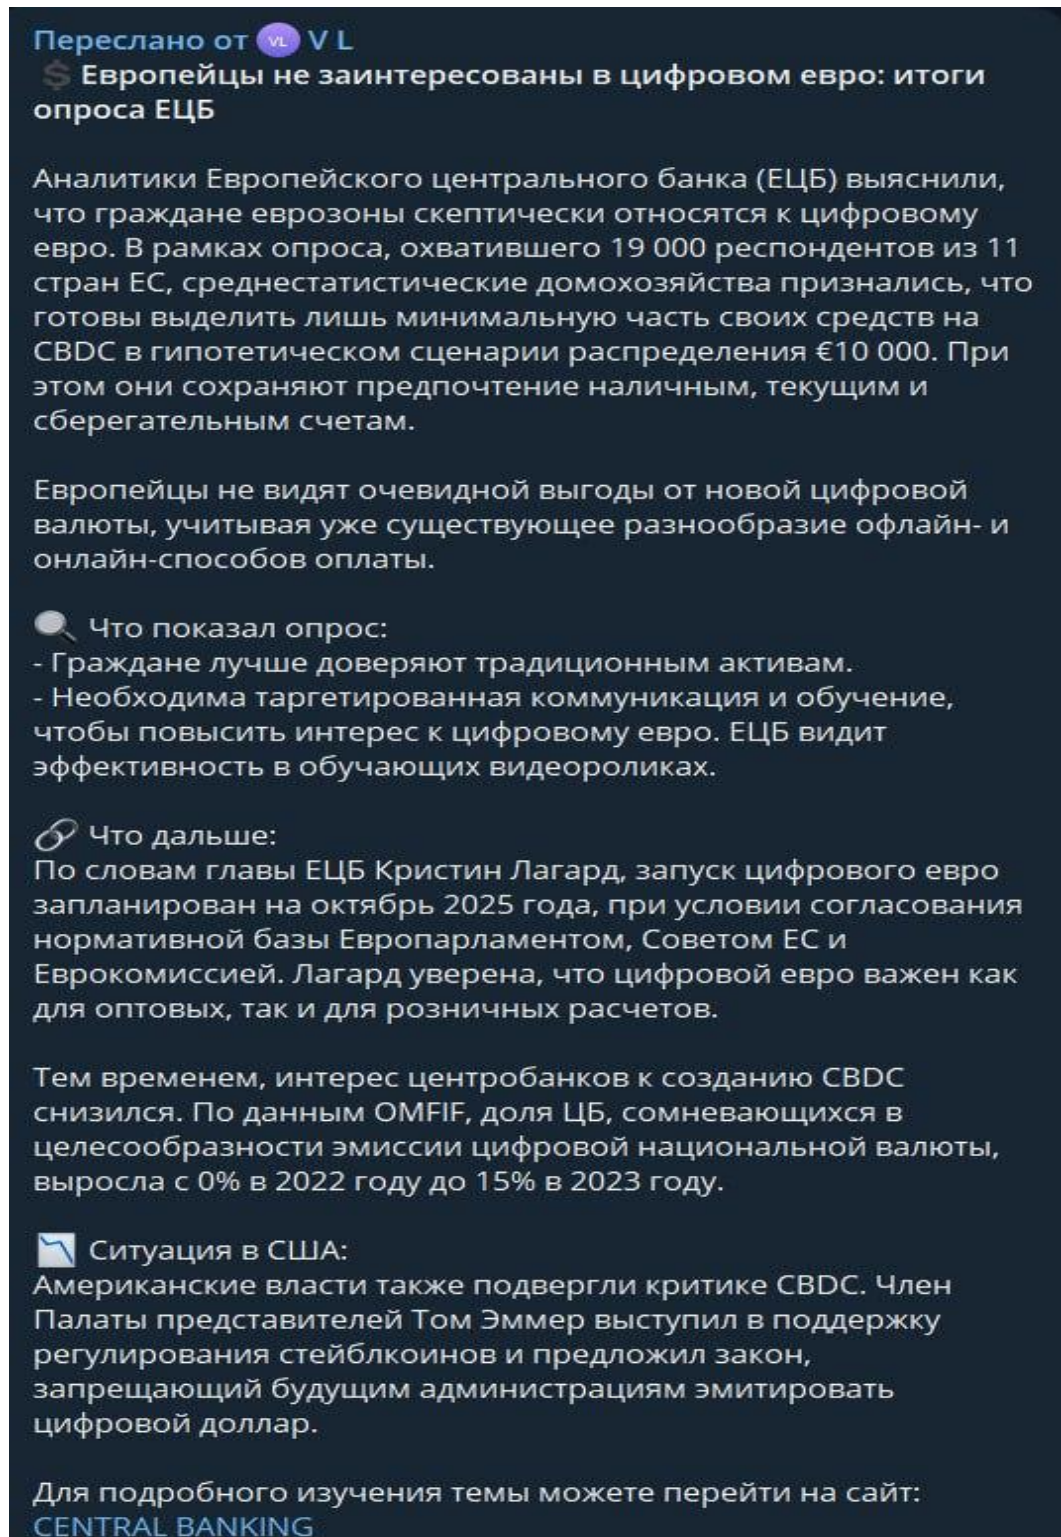 Переслано от VL V L
Европейцы не заинтересованы в цифровом евро: итоги
опроса ЕЦБ
Аналитики Европейского центрального банка (ЕЦБ) выяснили,
что граждане еврозоны скептически относятся к цифровому
евро. В рамках опроса, охватившего 19 000 респондентов из 11
стран ЕС, среднестатистические домохозяйства признались, что
готовы выделить лишь минимальную часть своих средств на
CBDC в гипотетическом сценарии распределения €10 000. При
этом они сохраняют предпочтение наличным, текущим и
сберегательным счетам.
Европейцы не видят очевидной выгоды от новой цифровой
валюты, учитывая уже существующее разнообразие офлайн- и
онлайн-способов оплаты.
Что показал опрос:
- Граждане лучше доверяют традиционным активам.
- Необходима таргетированная коммуникация и обучение,
чтобы повысить интерес к цифровому евро. ЕЦБ видит
эффективность в обучающих видеороликах.
Что дальше:
По словам главы ЕЦБ Кристин Лагард, запуск цифрового евро
запланирован на октябрь 2025 года, при условии согласования
нормативной базы Европарламентом, Советом ЕС и
Еврокомиссией. Лагард уверена, что цифровой евро важен как
для оптовых, так и для розничных расчетов.
Тем временем, интерес центробанков к созданию CBDC
снизился. По данным OMFIF, доля ЦБ, сомневающихся в
целесообразности эмиссии цифровой национальной валюты,
выросла с 0% в 2022 году до 15% в 2023 году.
Ситуация в США:
Американские власти также подвергли критике CBDC. Член
Палаты представителей Том Эммер выступил в поддержку
регулирования стейблкоинов и предложил закон,
запрещающий будущим администрациям эмитировать
цифровой доллар.
Для подробного изучения темы можете перейти на сайт:
CENTRAL BANKING